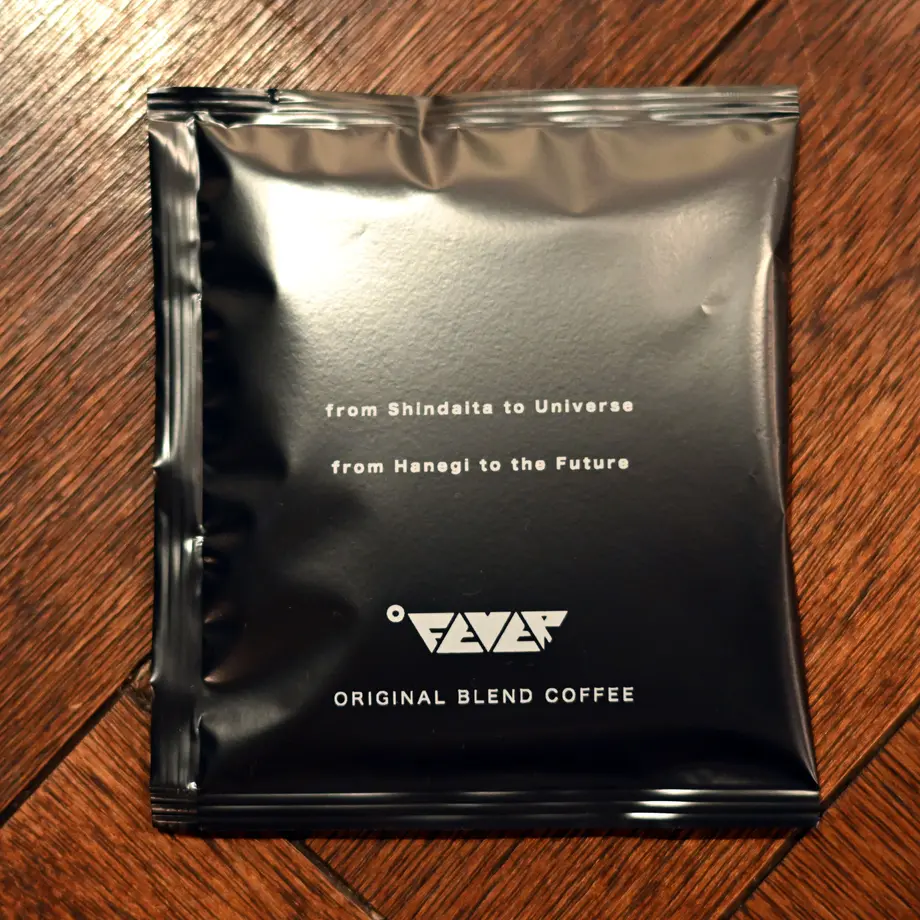 from Shindaita to Universe
from Hanegi to the Future
°FEVER
ORIGINAL BLEND COFFEE